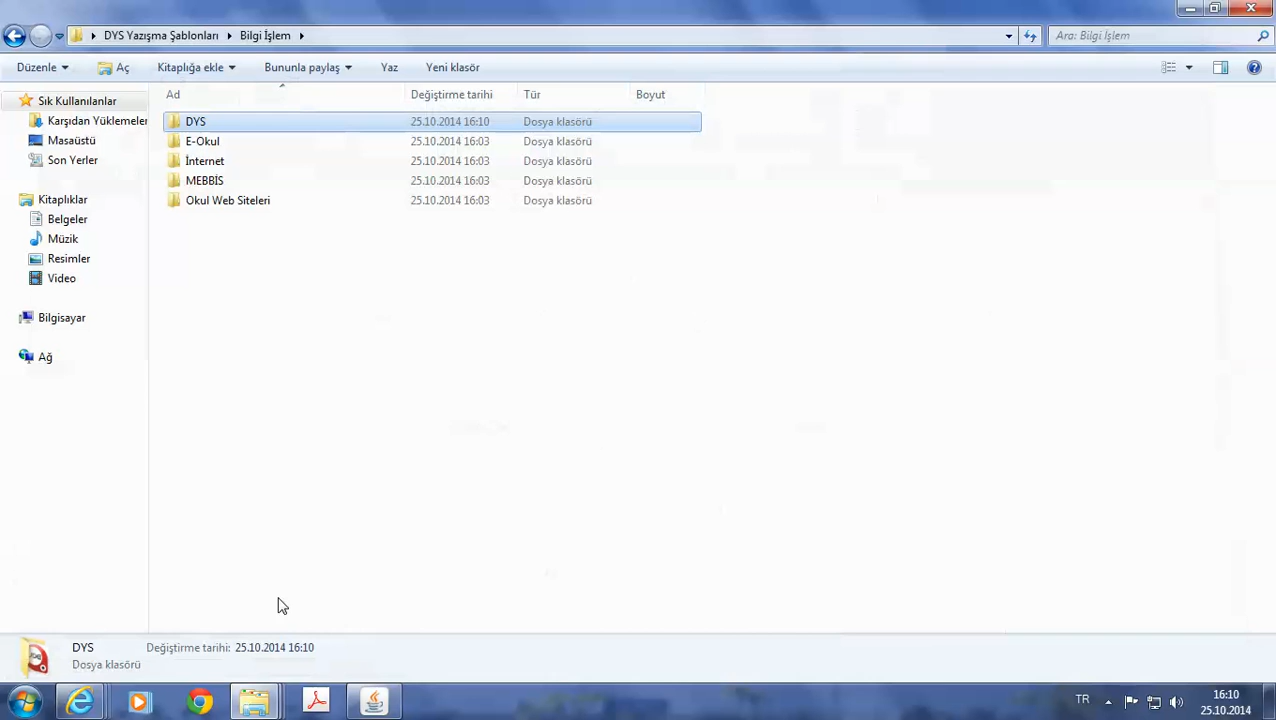 DYS Yazışma Şablonları Bilgi İşlem
Ara: Bilgi İşlem
Düzenle Aç Kitaplığa ekle Bununla paylaş Yaz Yeni klasör
Sık Kullanılanlar
Karşıdan Yüklemeler
Masaüstü
Son Yerler
Kitaplıklar
Belgeler
Müzik
Resimler
Video
Bilgisayar
Ağ
Ad Değiştirme tarihi Tür Boyut
DYS 25.10.2014 16:10 Dosya klasörü
E-Okul 25.10.2014 16:03 Dosya klasörü
İnternet 25.10.2014 16:03 Dosya klasörü
MEBBİS 25.10.2014 16:03 Dosya klasörü
Okul Web Siteleri 25.10.2014 16:03 Dosya klasörü
DYS Değiştirme tarihi: 25.10.2014 16:10
Dosya klasörü
TR
16:10
25.10.2014